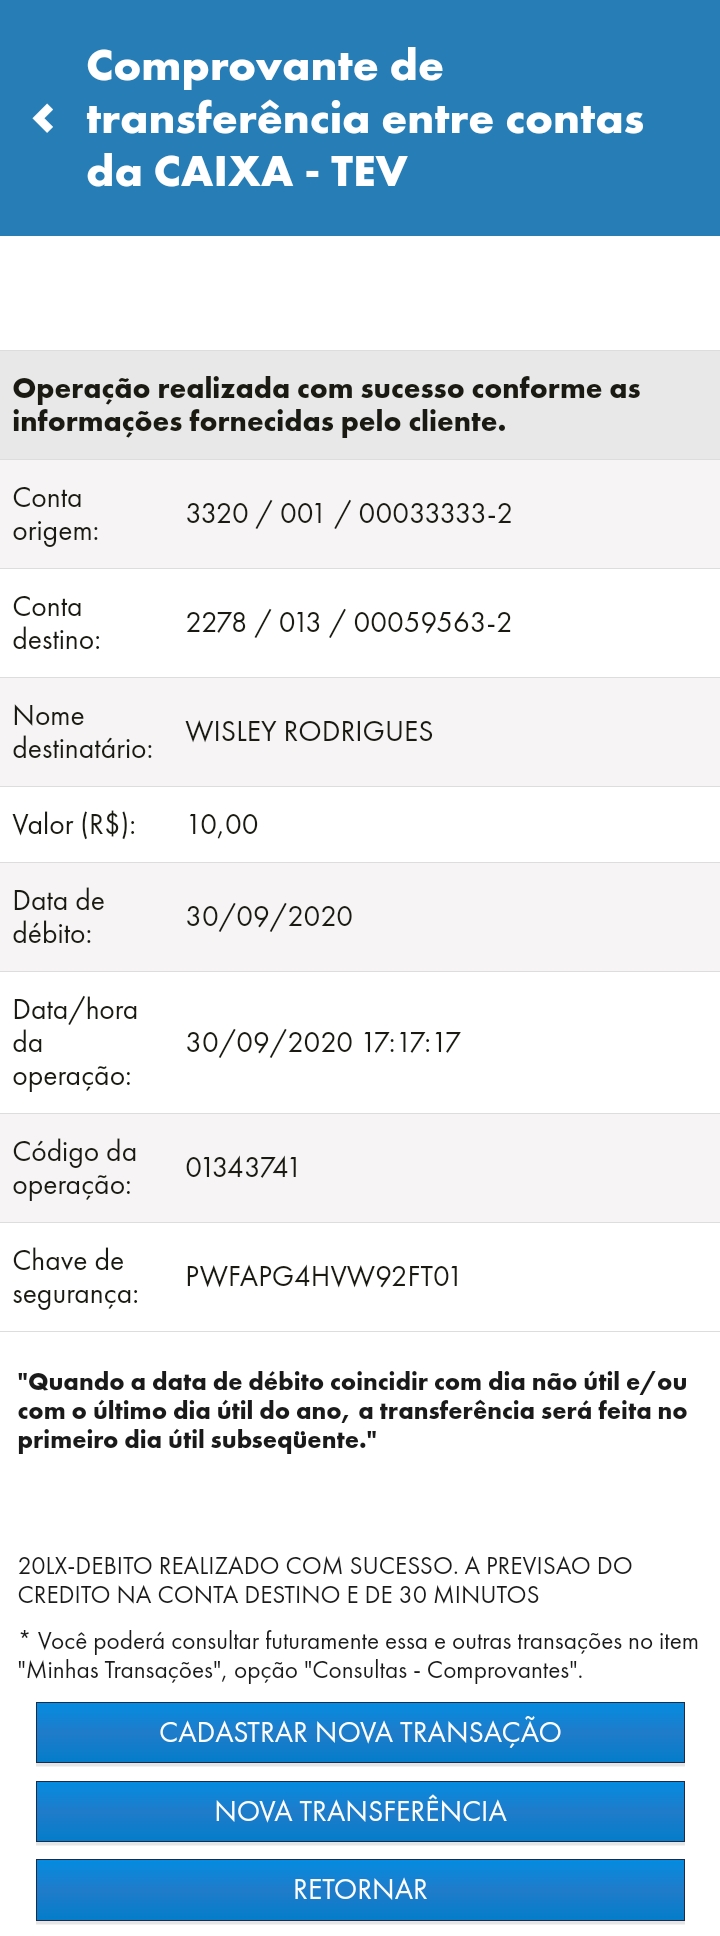 Comprovante de
transferência entre contas
da CAIXA - TEV
Operação realizada com sucesso conforme as
informações fornecidas pelo cliente.
Conta
origem:
3320 / 001 / 00033333-2
Conta
destino:
2278 / 013 / 00059563-2
Nome
destinatário:
WISLEY RODRIGUES
Valor (R$): 10,00
Data de
débito:
30/09/2020
Data/hora
da
operação:
30/09/2020 17:17:17
Código da
operação:
01343741
Chave de
segurança:
PWFAPG4HVW92FT01
"Quando a data de débito coincidir com dia não útil e/ou
com o último dia útil do ano, a transferência será feita no
primeiro dia útil subseqüente."
20LX-DEBITO REALIZADO COM SUCESSO. A PREVISAO DO
CREDITO NA CONTA DESTINO E DE 30 MINUTOS
* Você poderá consultar futuramente essa e outras transações no item
"Minhas Transações", opção "Consultas - Comprovantes".
CADASTRAR NOVA TRANSAÇÃO
NOVA TRANSFERÊNCIA
RETORNAR